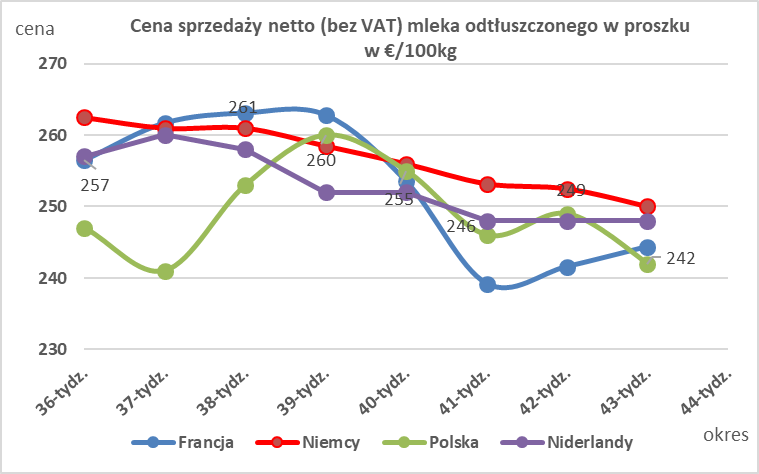 cena
Cena sprzedaży netto (bez VAT) mleka odtłuszczonego w proszku
w €/100kg
270
260
250
240
230
257
261
260
255
246
249
242
36-tydz.
37-tydz.
38-tydz.
39-tydz.
40-tydz.
41-tydz.
42-tydz.
43-tydz.
44-tydz.
okres
Francja Niemcy Polska Niderlandy